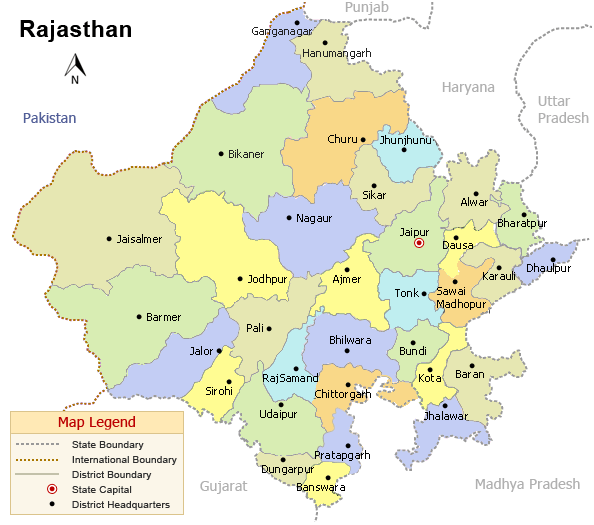 Rajasthan
N
Punjab
Ganganagar
Hanumangarh
Haryana
Uttar
Pradesh
Pakistan
Churu
Jhunjhunu
Bikaner
Sikar
Alwar
Nagaur
Bharatpur
Jaipur
Jaisalmer
Dausa
Dhaulpur
Karauli
Jodhpur
Ajmer
Sawai
Madhopur
Tonk
Barmer
Pali
Bhilwara
Jalor
Bundi
RajSamand
Kota
Baran
Sirohi
Chittorgarh
Udaipur
Jhalawar
Pratapgarh
Dungarpur
Banswara
Gujarat
Madhya Pradesh
Map Legend
State Boundary
International Boundary
District Boundary
State Capital
District Headquarters